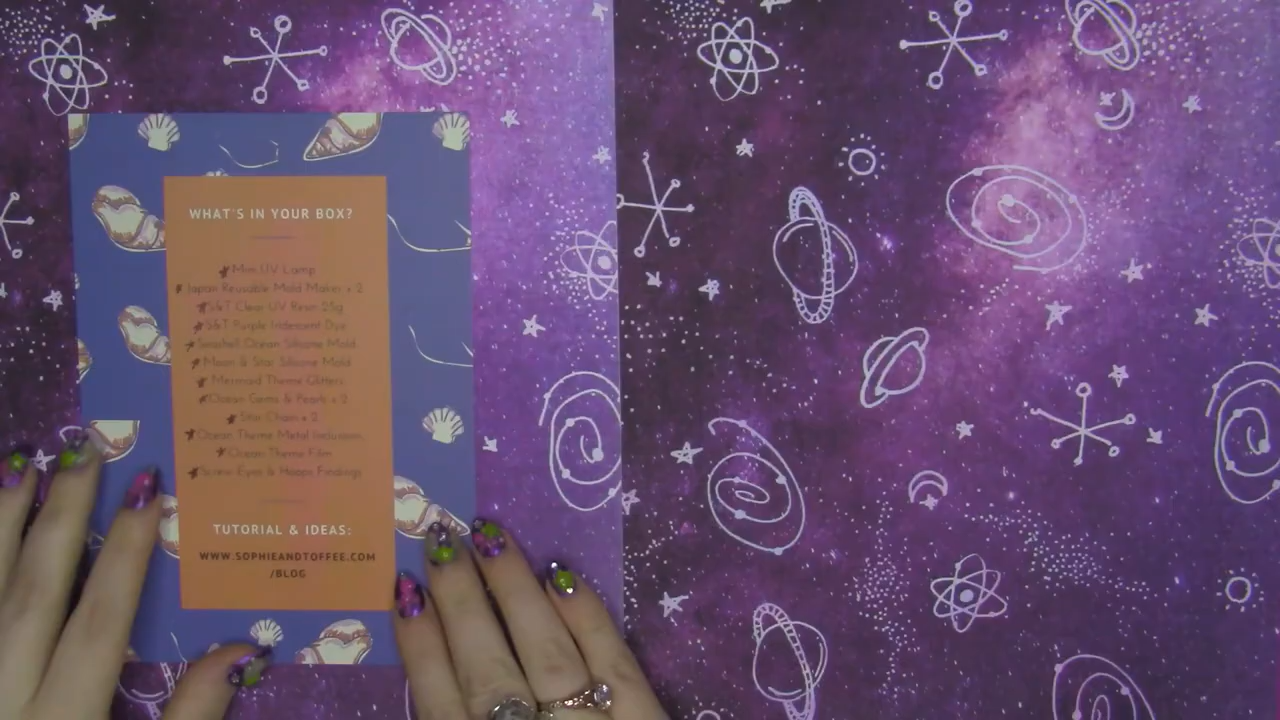 WHAT'S IN YOUR BOX?
Mini UV Lamp
Japan Reusable Mold Maker x 2
S&T Clear UV Resin 25g
S&T Purple Iridescent Dye
Seashell Ocean Silicone Mold
Moon & Star Silicone Mold
Mermaid Theme Glitters
Ocean Gems & Pearls x 2
Star Chain x 2
Ocean Theme Metal Inclusion
Ocean Theme Film
Screw Eyes & Hoops Findings
TUTORIAL & IDEAS:
WWW.SOPHIEANDTOFFEE.COM
/BLOG